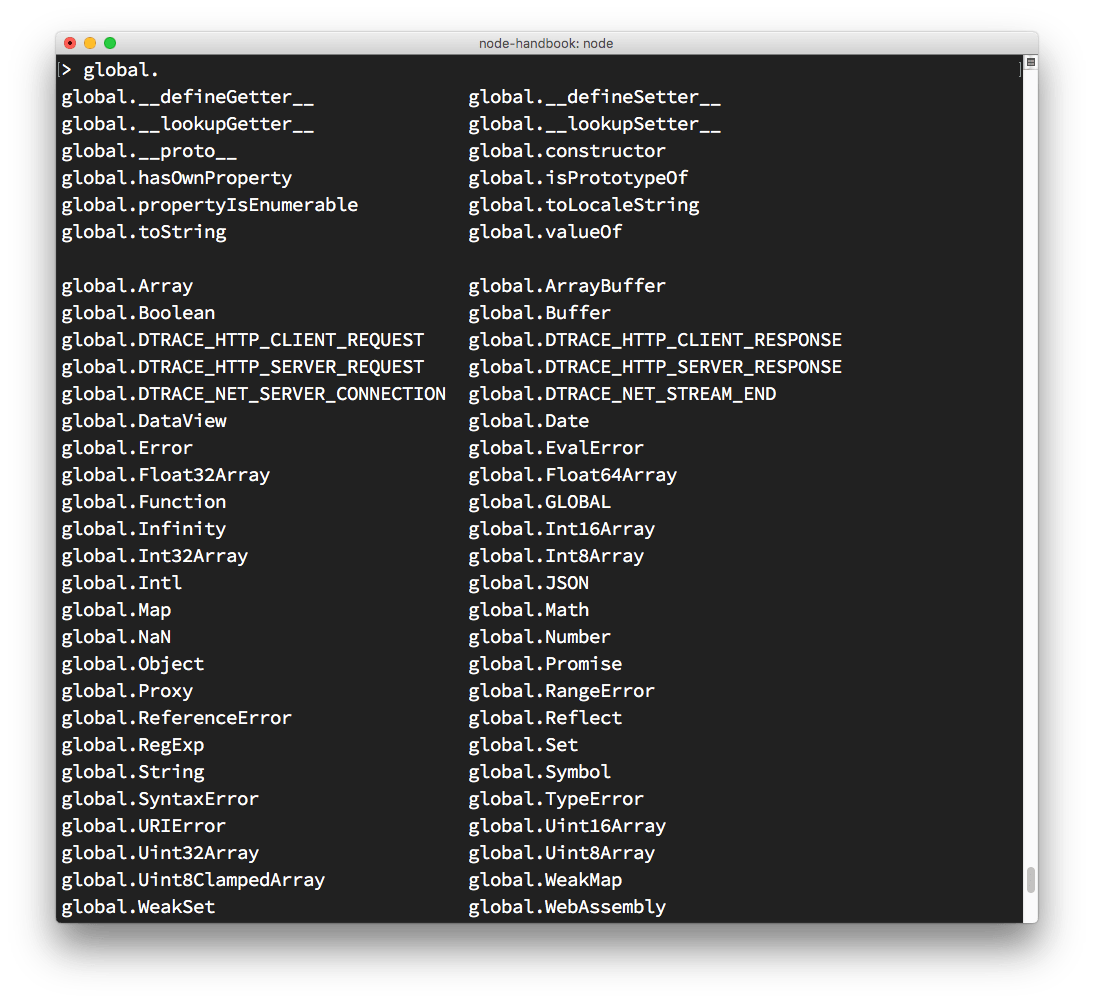 node-handbook: node
[> global.                                                                      ]
global.__defineGetter__              global.__defineSetter__
global.__lookupGetter__              global.__lookupSetter__
global.__proto__                     global.constructor
global.hasOwnProperty                global.isPrototypeOf
global.propertyIsEnumerable          global.toLocaleString
global.toString                      global.valueOf

global.Array                         global.ArrayBuffer
global.Boolean                       global.Buffer
global.DTRACE_HTTP_CLIENT_REQUEST    global.DTRACE_HTTP_CLIENT_RESPONSE
global.DTRACE_HTTP_SERVER_REQUEST    global.DTRACE_HTTP_SERVER_RESPONSE
global.DTRACE_NET_SERVER_CONNECTION  global.DTRACE_NET_STREAM_END
global.DataView                      global.Date
global.Error                         global.EvalError
global.Float32Array                  global.Float64Array
global.Function                      global.GLOBAL
global.Infinity                      global.Int16Array
global.Int32Array                    global.Int8Array
global.Intl                          global.JSON
global.Map                           global.Math
global.NaN                           global.Number
global.Object                        global.Promise
global.Proxy                         global.RangeError
global.ReferenceError                global.Reflect
global.RegExp                        global.Set
global.String                        global.Symbol
global.SyntaxError                   global.TypeError
global.URIError                      global.Uint16Array
global.Uint32Array                   global.Uint8Array
global.Uint8ClampedArray             global.WeakMap
global.WeakSet                       global.WebAssembly